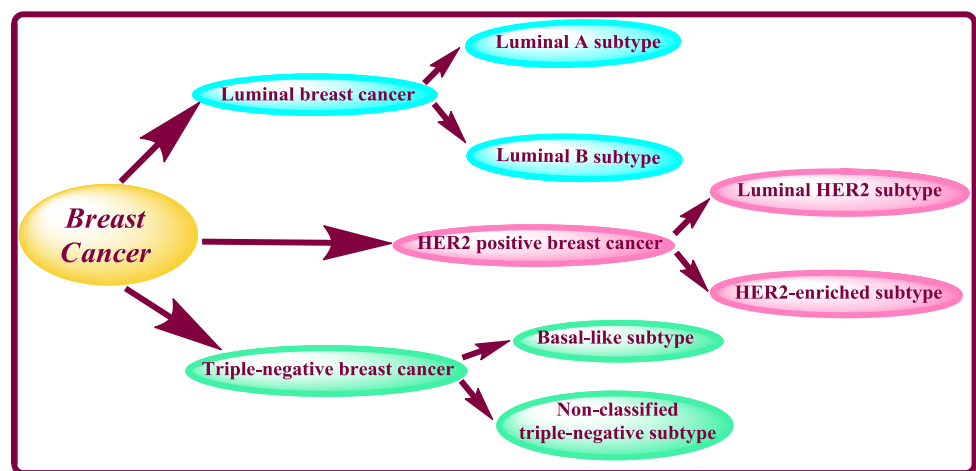 Breast
Cancer
Luminal breast cancer
Luminal A subtype
Luminal B subtype
HER2 positive breast cancer
Luminal HER2 subtype
HER2-enriched subtype
Triple-negative breast cancer
Basal-like subtype
Non-classified
triple-negative subtype